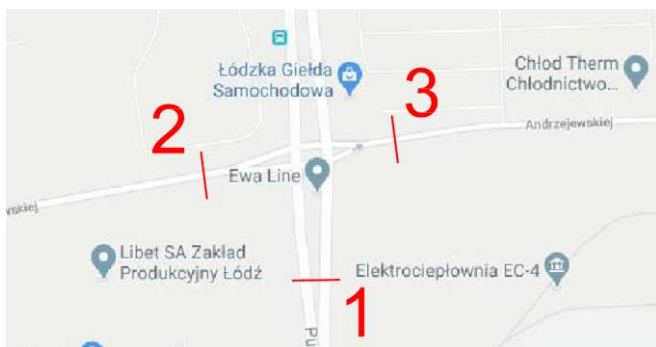 Łódzka Giełda
Samochodowa
Chłod Therm
Chłodnictwo...
3
2
Andrzejewskiej
Ewa Line
wskiej
Libet SA Zakład
Produkcyjny Łódź
Elektrociepłownia EC-4
1
Pu